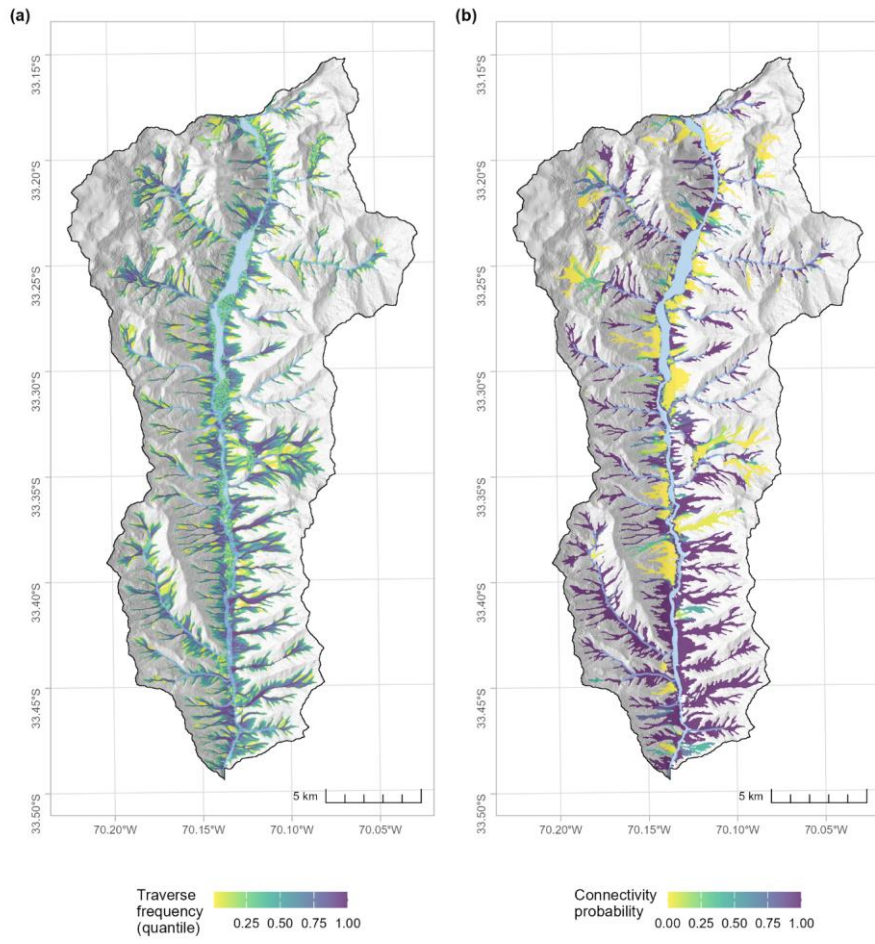 (a)
(b)
33.15°S
33.20°S
33.25°S
33.30°S
33.35°S
33.40°S
33.45°S
33.50°S
33.15°S
33.20°S
33.25°S
33.30°S
33.35°S
33.40°S
33.45°S
33.50°S
5 km
5 km
70.20°W 70.15°W 70.10°W 70.05°W
70.20°W 70.15°W 70.10°W 70.05°W
Traverse
frequency
(quantile)
0.25 0.50 0.75 1.00
Connectivity
probability
0.00 0.25 0.50 0.75 1.00